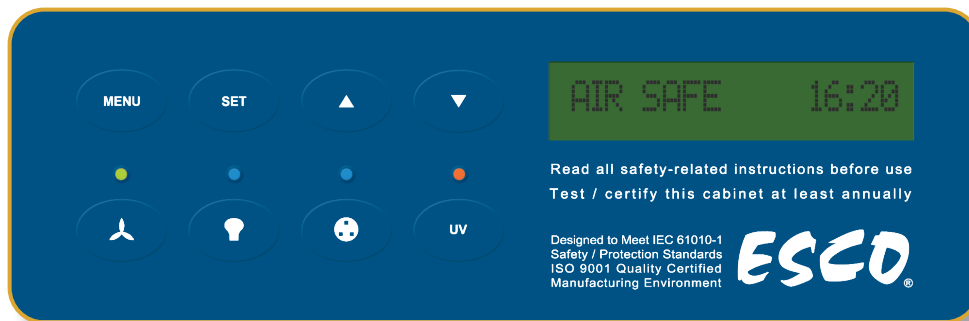 MENU
SET
AIR SAFE 16:20
Read all safety-related instructions before use
Test / certify this cabinet at least annually
UV
Designed to Meet IEC 61010-1
Safety / Protection Standards
ISO 9001 Quality Certified
Manufacturing Environment
ESCO®